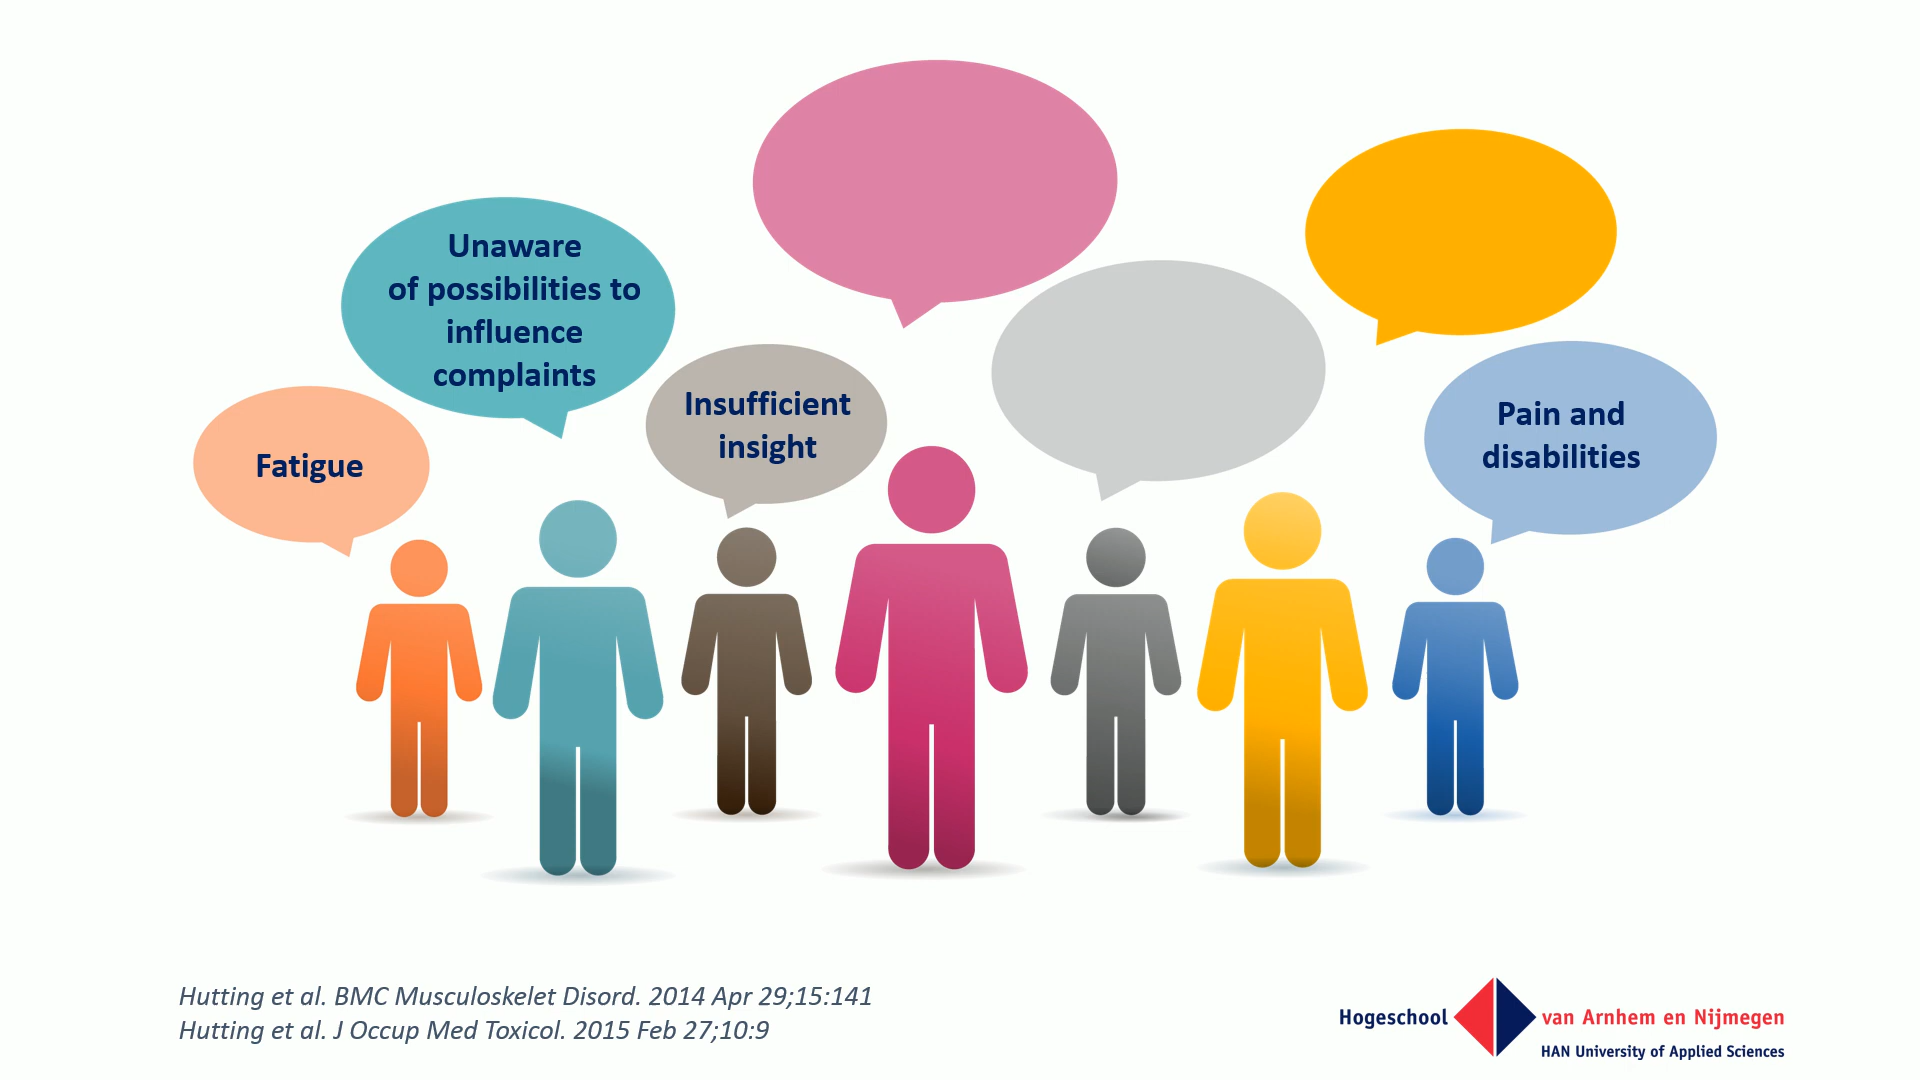 Unaware
of possibilities to
influence
complaints
Fatigue
Insufficient
insight
Pain and
disabilities
Hutting et al. BMC Musculoskelet Disord. 2014 Apr 29;15:141
Hutting et al. J Occup Med Toxicol. 2015 Feb 27;10:9
Hogeschool van Arnhem en Nijmegen
HAN University of Applied Sciences